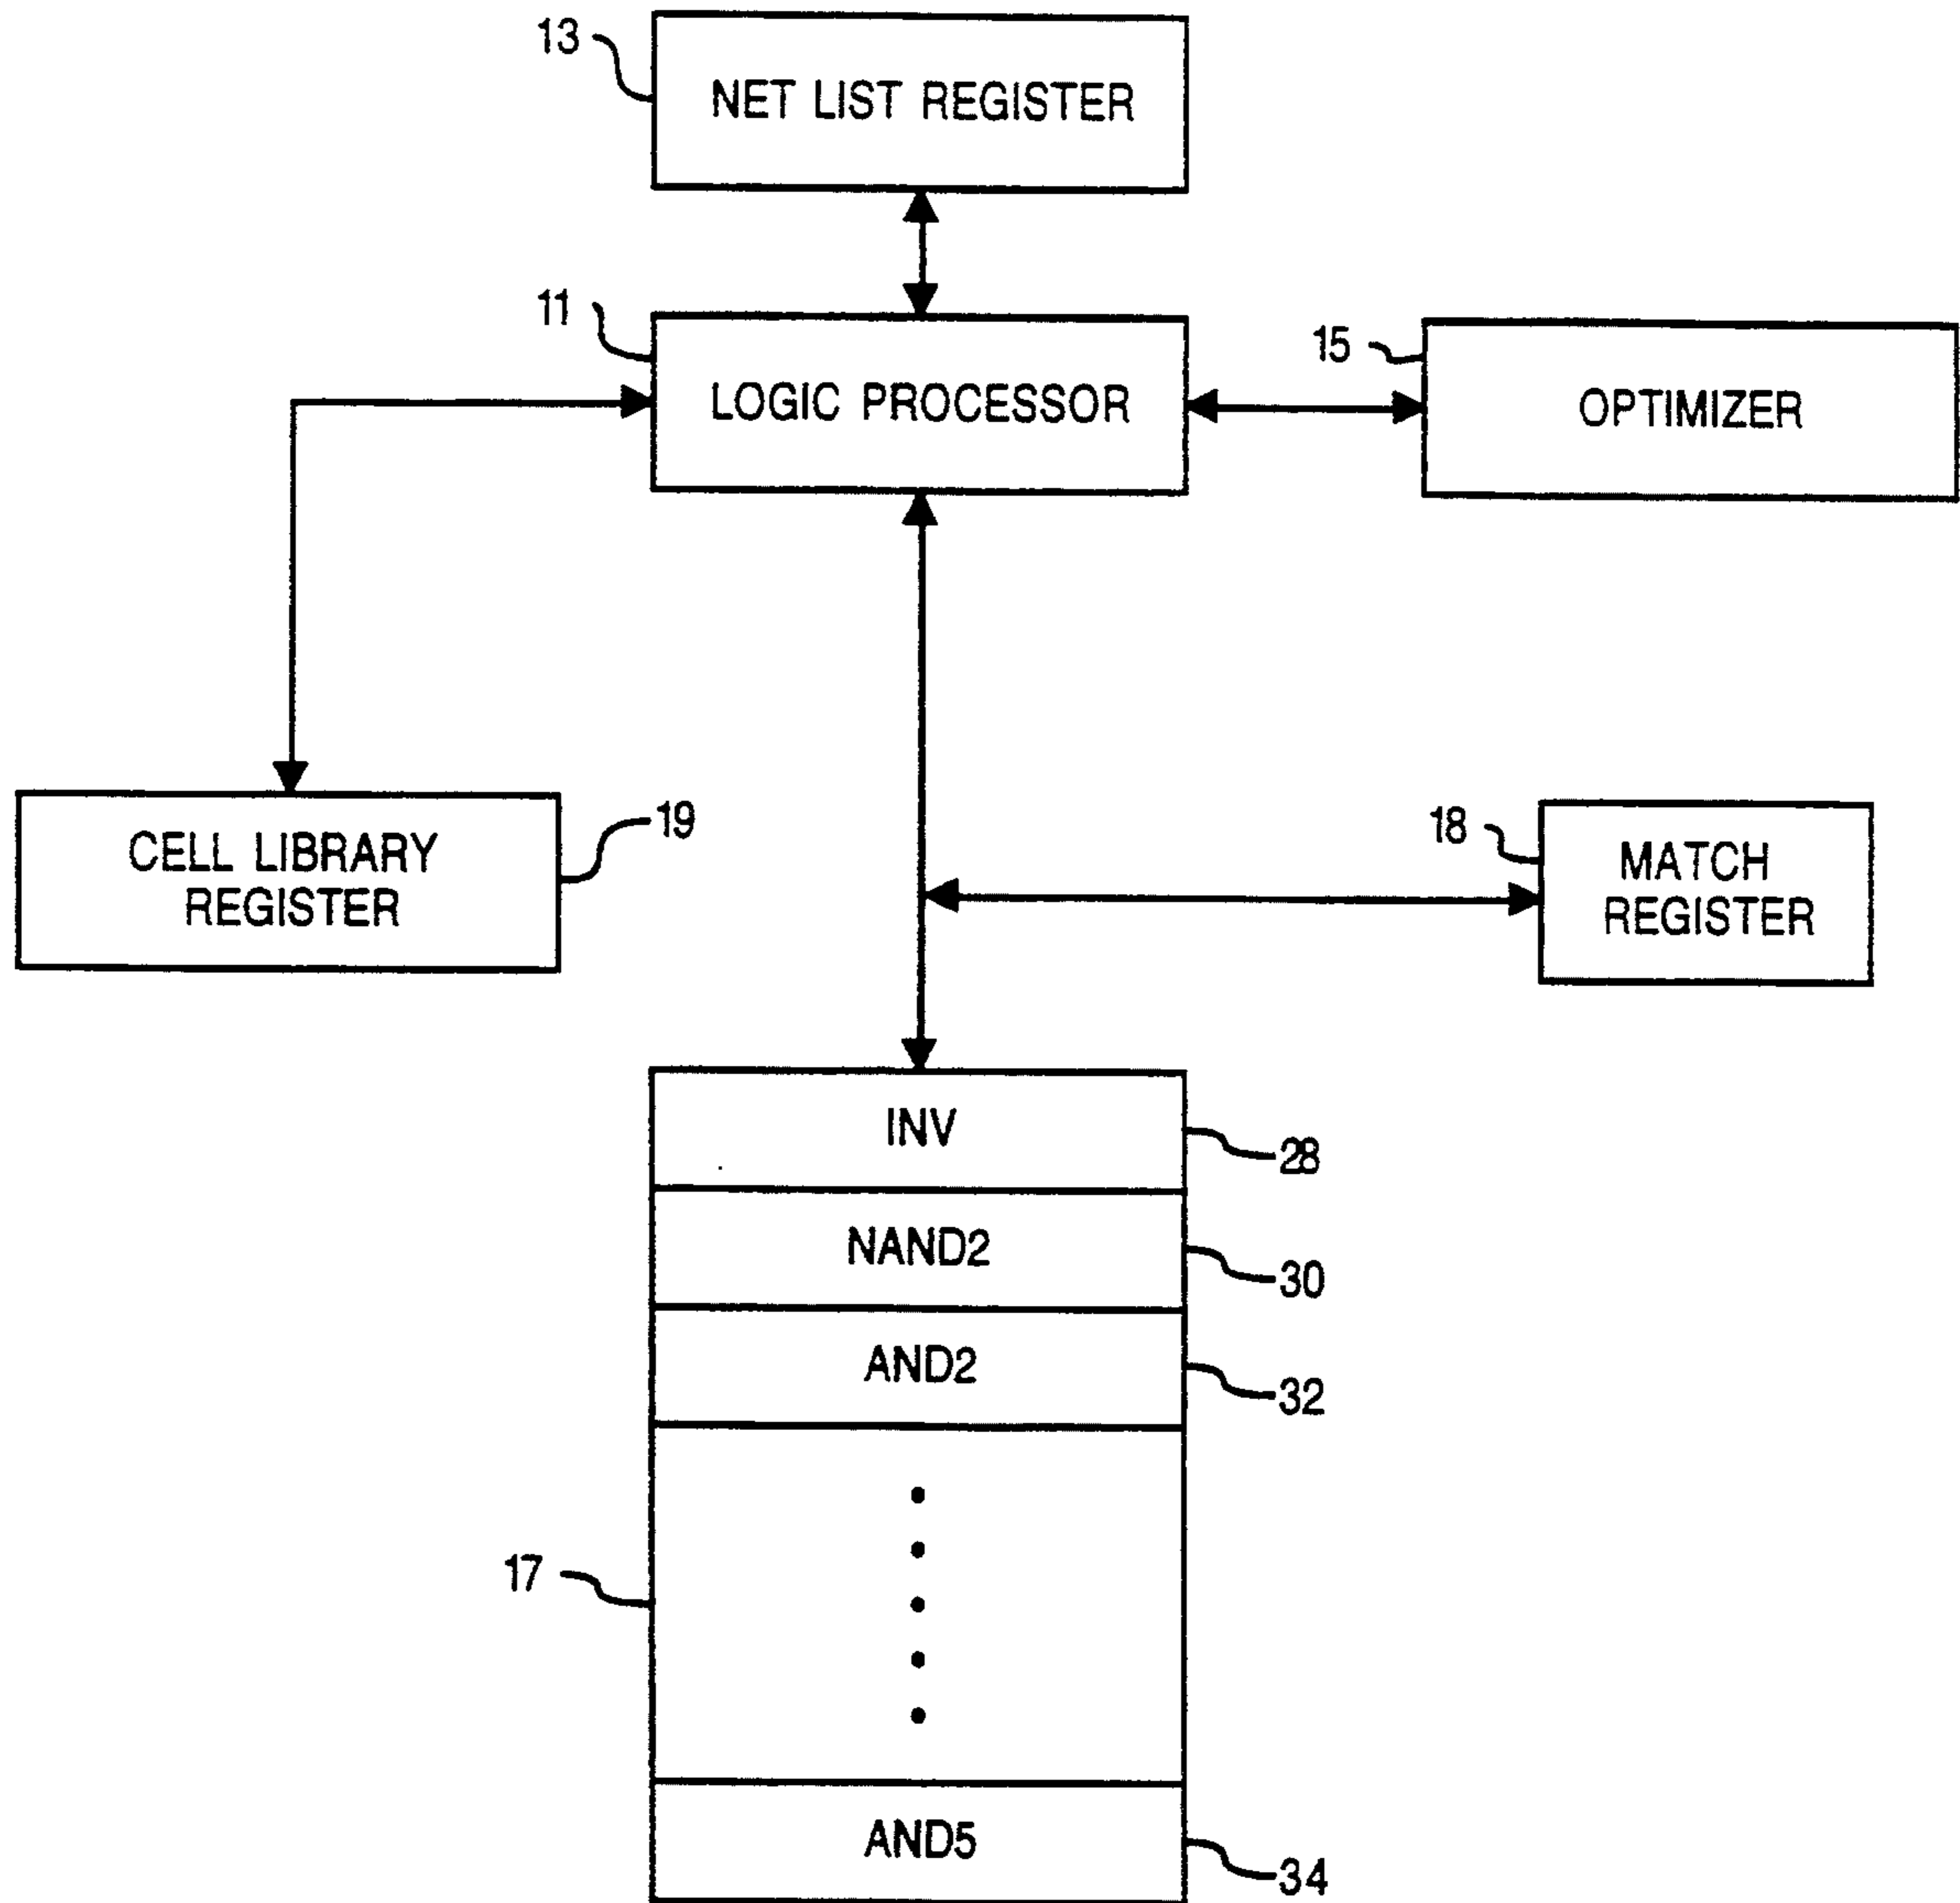 13
NET LIST REGISTER
11
LOGIC PROCESSOR
15
OPTIMIZER
CELL LIBRARY
REGISTER
19
18
MATCH
REGISTER
INV
28
NAND2
30
AND2
32
17
AND5
34